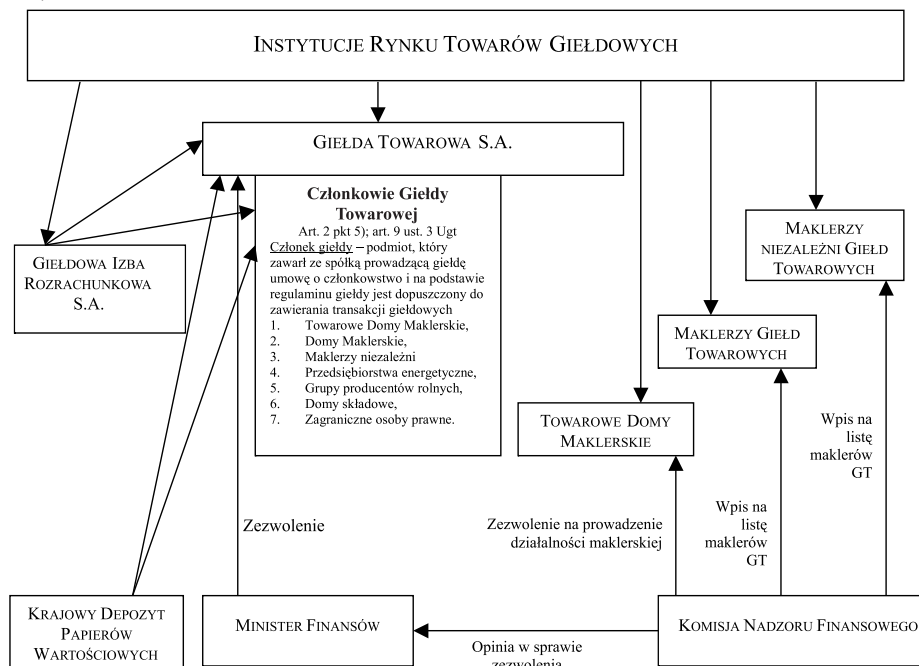 INSTYTUCJE RYNKU TOWARÓW GIEŁDOWYCH
GIEŁDA TOWAROWA S.A.
Członkowie Giełdy
Towarowej
Art. 2 pkt 5); art. 9 ust. 3 Ugt
Członek giełdy – podmiot, który
zawarł ze spółką prowadzącą giełdę
umowę o członkowstwo i na podstawie
regulaminu giełdy jest dopuszczony do
zawierania transakcji giełdowych
1. Towarowe Domy Maklerskie,
2. Domy Maklerskie,
3. Maklerzy niezależni
4. Przedsiębiorstwa energetyczne,
5. Grupy producentów rolnych,
6. Domy składowe,
7. Zagraniczne osoby prawne.
GIEŁDOWA IZBA
ROZRACHUNKOWA
S.A.
MAKLERZY
NIEZALEŻNI GIEŁD
TOWAROWYCH
MAKLERZY GIEŁD
TOWAROWYCH
TOWAROWE DOMY
MAKLERSKIE
Wpis na
listę
maklerów
GT
Zezwolenie
Zezwolenie na prowadzenie
działalności maklerskiej
Wpis na
listę
maklerów
GT
KRAJOWY DEPOZYT
PAPIERÓW
WARTOŚCIOWYCH
MINISTER FINANSÓW
KOMISJA NADZORU FINANSOWEGO
Opinia w sprawie
zezwolenia